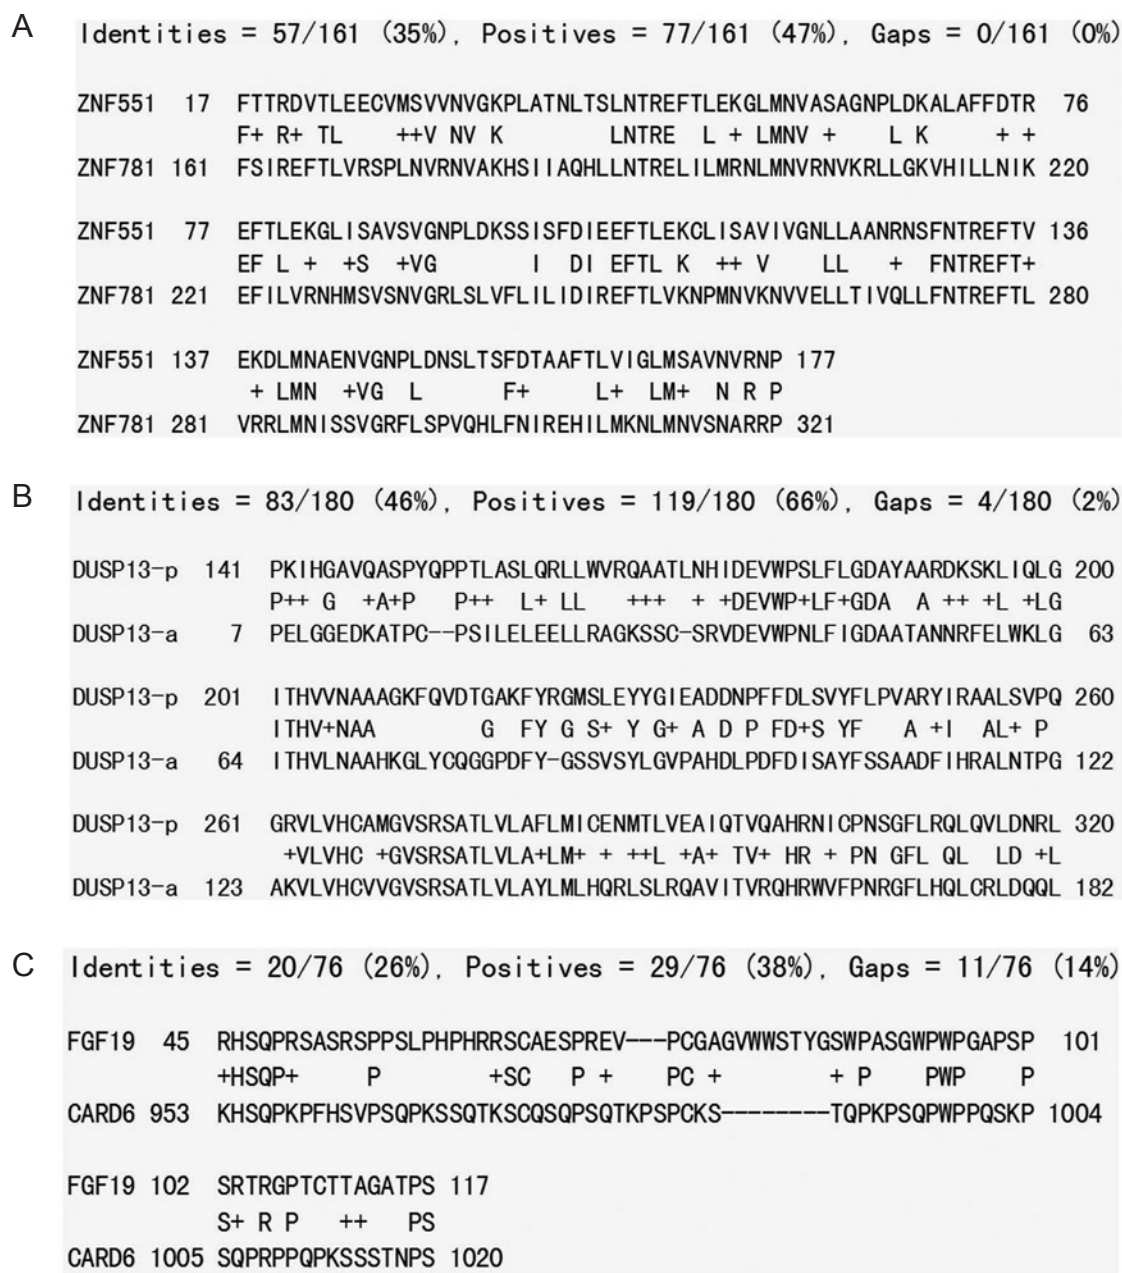 A
Identities = 57/161 (35%), Positives = 77/161 (47%), Gaps = 0/161 (0%)
ZNF551 17 FTTRDVTLEECVMSVVNVGKPLATNLTSLNTREFTLEKGLMNVASAGNPLDKALAFFDTR 76
F+ R+ TL ++V NV K LNTRE L + LMNV + L K + +
ZNF781 161 FSIREFTLVRSPLNVRNVAKHSIIAQHLLNTRELILMRNLMNVRNVKRLLGKVHILLNIK 220
ZNF551 77 EFTLEKGLISAVSVGNPLDKSSISFDIEEFTLEKCLISAVIVGNLLAANRNSFNTREFTV 136
EF L + +S +VG I DI EFTL K ++ V LL + FNTREFT+
ZNF781 221 EFILVRNHMSVSNVGRLSLVFLILIDIREFTLVKNPMNVKNVVELLTIVQLLFNTREFTL 280
ZNF551 137 EKDLMNAENVGNPLDNSLTSFDTAAFTLVIGLMSAVNVRNP 177
+ LMN +VG L F+ L+ LM+ N R P
ZNF781 281 VRRLMNISSVGRFLSPVQHLFNIREHILMKNLMNVSNARRP 321
B
Identities = 83/180 (46%), Positives = 119/180 (66%), Gaps = 4/180 (2%)
DUSP13-p 141 PKIHGAVQASPYQPPTLASLQRLLWVRQAATLNHIDEVWPSLFLGDAYAARDKSKLIQLG 200
P++ G +A+P P++ L+ LL +++ + +DEVWP+LF+GDA A ++ +L +LG
DUSP13-a 7 PELGGEDKATPC--PSILELEELLRAGKSSC-SRVDEVWPNLFIGDAATANNRFELWKLG 63
DUSP13-p 201 ITHVVNAAAGKFQVDTGAKFYRGMSLEYYGIEADDNPFFDLSVYFLPVARYIRAALSVPQ 260
ITHV+NAA G FY G S+ Y G+ A D P FD+S YF A +I AL+ P
DUSP13-a 64 ITHVLNAAHKGLYCQGGPDFY-GSSVSYLGVPAHDLPDFDISAYFSSAADFIHRALNTPG 122
DUSP13-p 261 GRVLVHCAMGVSRSATLVLAFLMICENMTLVEAIQTVQAHRNICPNSGFLRQLQVLDNRL 320
+VLVHC +GVSRSATLVLA+LM+ + ++L +A+ TV+ HR + PN GFL QL LD +L
DUSP13-a 123 AKVLVHCVVGVSRSATLVLAYLMLHQRLSLRQAVITVRQHRWVFPNRGFLHQLCRLDQQL 182
C
Identities = 20/76 (26%), Positives = 29/76 (38%), Gaps = 11/76 (14%)
FGF19 45 RHSQPRSASRSPPSLPHPHRRSCAESPREV---PCGAGVWWSTYGSWPASGWPWPGAPSP 101
+HSQP+ P +SC P + PC + + P PWP P
CARD6 953 KHSQPKPFHSVPSQPKSSQTKSCQSQPSQTKPSPCKS--------TQPKPSQPWPPQSKP 1004
FGF19 102 SRTRGPTCTTAGATPS 117
S+ R P ++ PS
CARD6 1005 SQPRPPQPKSSSTNPS 1020